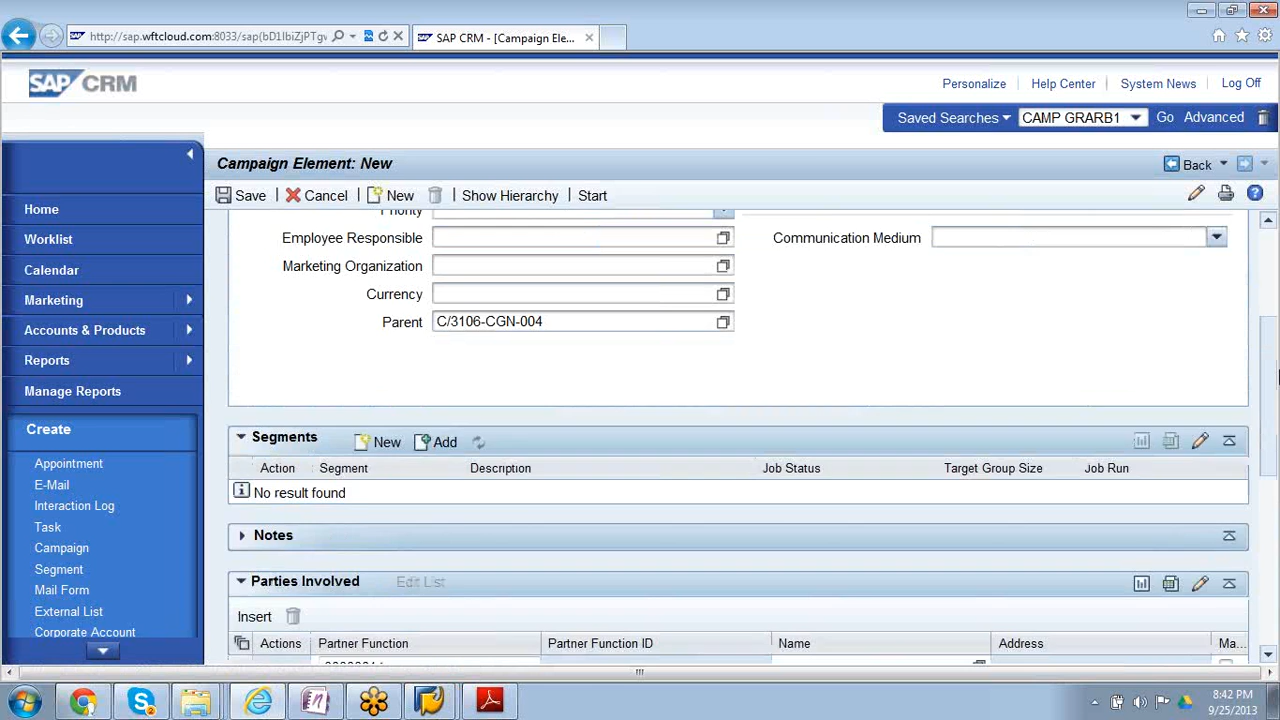 http://sap.wftcloud.com:8033/sap(bD1lbiZjPTgv
SAP CRM - [Campaign Ele...
SAP CRM
Personalize
Help Center
System News
Log Off
Saved Searches
CAMP GRARB1
Go
Advanced
Campaign Element: New
Back
Save
Cancel
New
Show Hierarchy
Start
Home
Worklist
Calendar
Marketing
Accounts & Products
Reports
Manage Reports
Create
Appointment
E-Mail
Interaction Log
Task
Campaign
Segment
Mail Form
External List
Corporate Account
Priority
Employee Responsible
Communication Medium
Marketing Organization
Currency
Parent C/3106-CGN-004
Segments New Add
Action Segment Description Job Status Target Group Size Job Run
No result found
Notes
Parties Involved Edit List
Insert
Actions Partner Function Partner Function ID Name Address Ma...
8:42 PM
9/25/2013